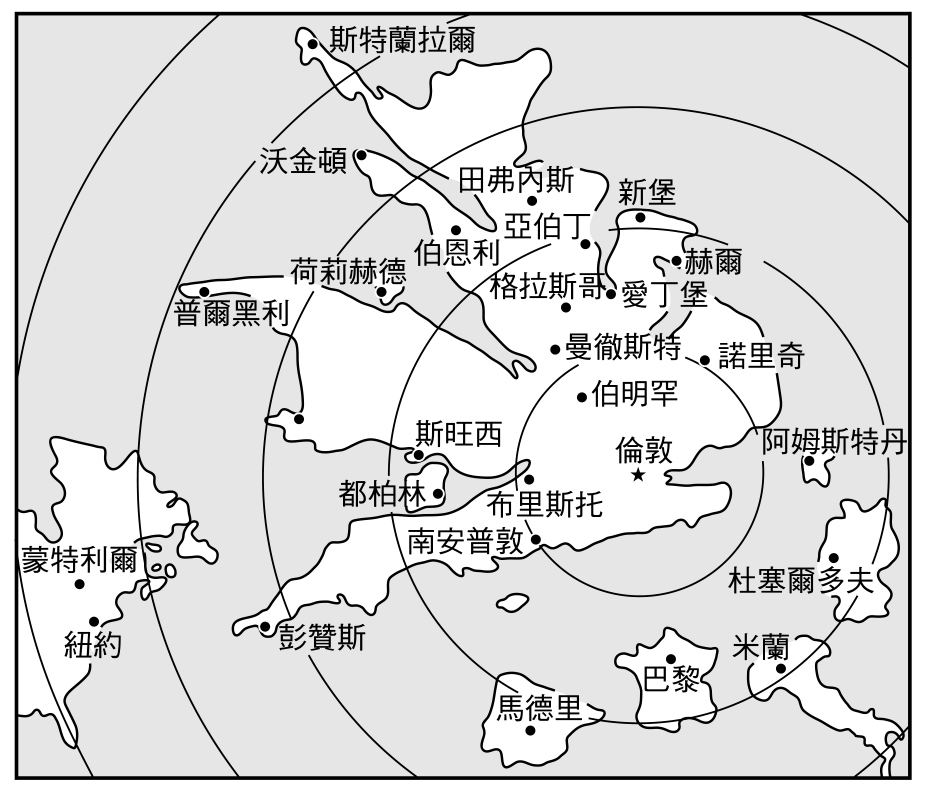 斯特蘭拉爾
沃金頓
田弗內斯
新堡
亞伯丁
伯恩利
赫爾
荷莉赫德
格拉斯哥
愛丁堡
普爾黑利
曼徹斯特
諾里奇
伯明罕
斯旺西
倫敦
阿姆斯特丹
都柏林
布里斯托
南安普敦
蒙特利爾
杜塞爾多夫
紐約
彭贊斯
米蘭
巴黎
馬德里